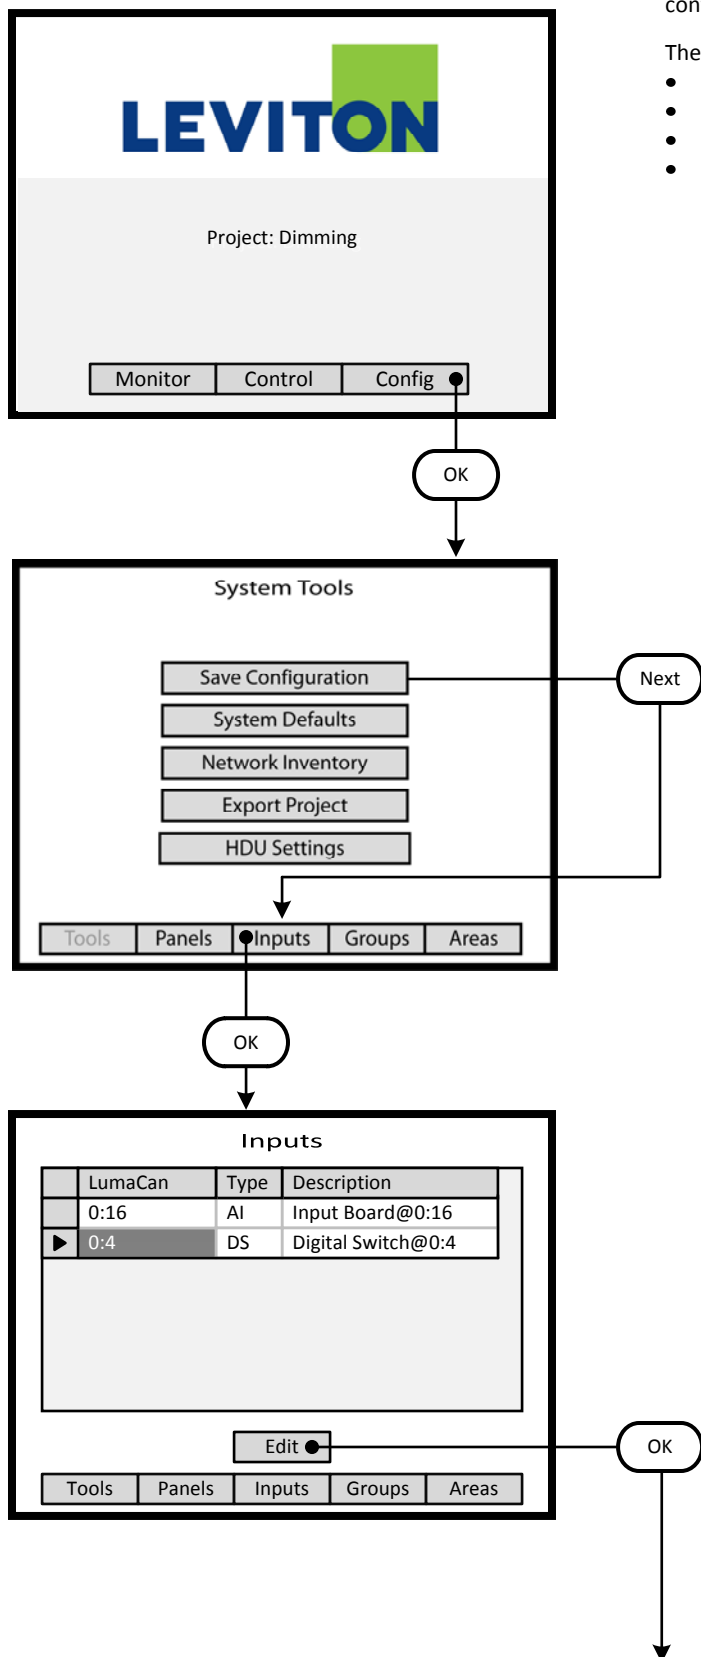 con
The
•
•
•
•
LEVITON
Project: Dimming
Monitor Control Config
OK
System Tools
Save Configuration
Next
System Defaults
Network Inventory
Export Project
HDU Settings
Tools Panels Inputs Groups Areas
OK
Inputs
LumaCan Type Description
0:16 AI Input Board@0:16
0:4 DS Digital Switch@0:4
Edit
OK
Tools Panels Inputs Groups Areas